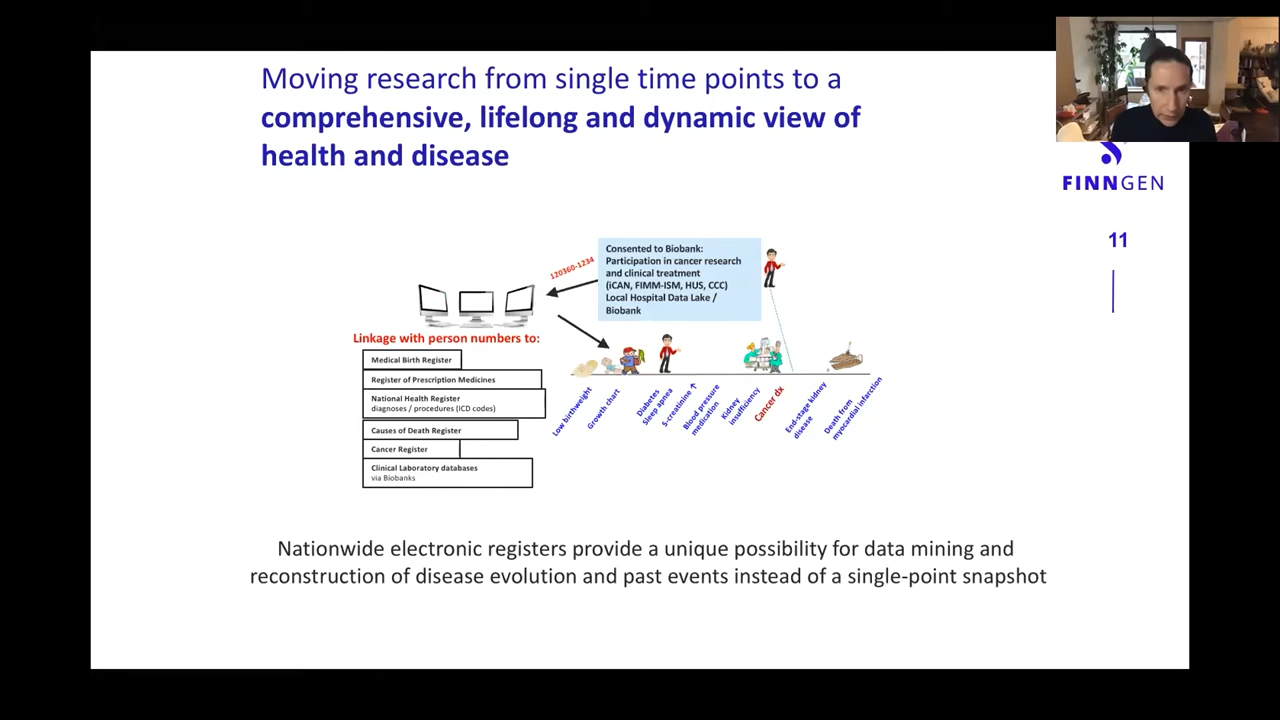 Moving research from single time points to a
comprehensive, lifelong and dynamic view of
health and disease
FINNGEN
11
120360-1234
Consented to Biobank:
Participation in cancer research
and clinical treatment
(iCAN, FIMM-ISM, HUS, CCC)
Local Hospital Data Lake /
Biobank
Linkage with person numbers to:
Medical Birth Register
Register of Prescription Medicines
National Health Register
diagnoses / procedures (ICD codes)
Causes of Death Register
Cancer Register
Clinical Laboratory databases
via Biobanks
Low birthweight
Growth chart
Diabetes
Sleep apnea
S-creatinine ↑
Blood pressure
medication
Kidney
insufficiency
Cancer dx
End-stage kidney
disease
Death from
myocardial infarction
Nationwide electronic registers provide a unique possibility for data mining and
reconstruction of disease evolution and past events instead of a single-point snapshot